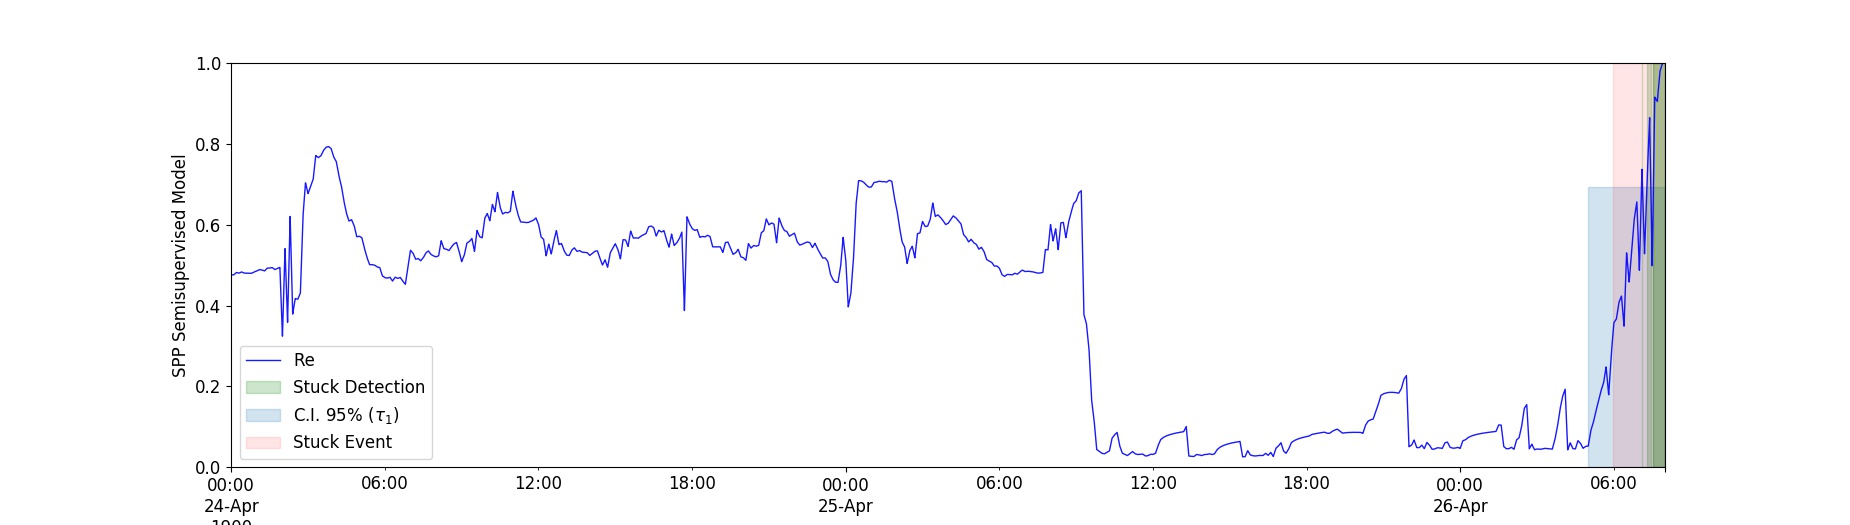 1.0
0.8
0.6
0.4
0.2
0.0
SPP Semisupervised Model
Re
Stuck Detection
C.I. 95% (τ₁)
Stuck Event
00:00 06:00 12:00 18:00 00:00 06:00 12:00 18:00 00:00 06:00
24-Apr 25-Apr 26-Apr
1900